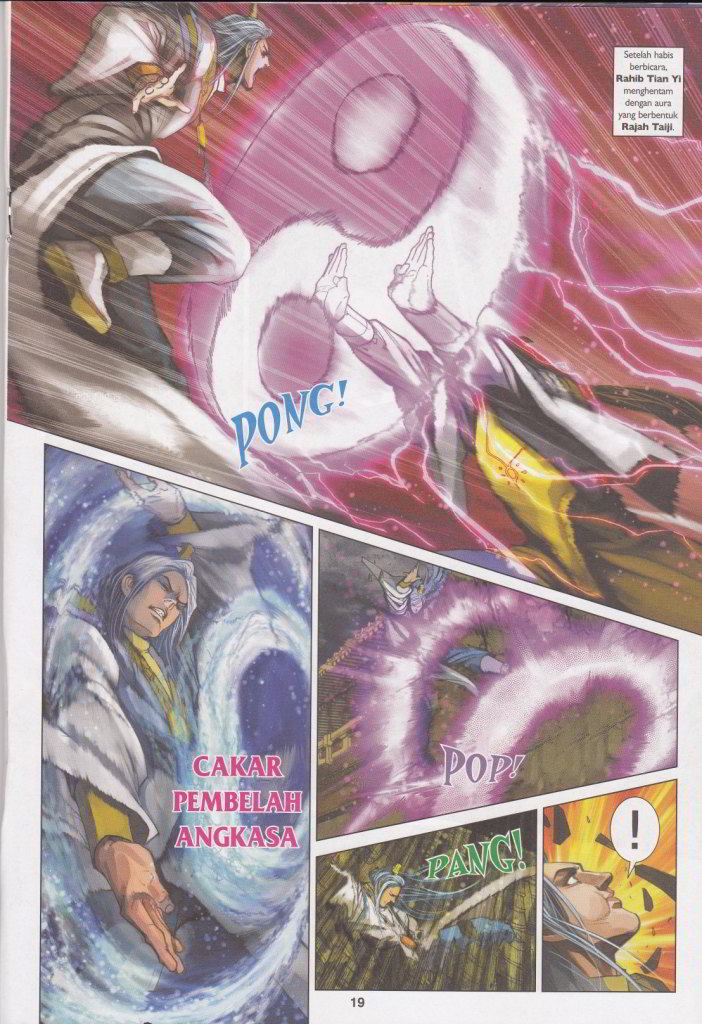 Setelah habis
berbicara,
Rahib Tian Yi
menghentam
dengan aura
yang berbentuk
Rajah Taiji.
PONG!
CAKAR
PEMBELAH
ANGKASA
POP!
PANG!
!
19